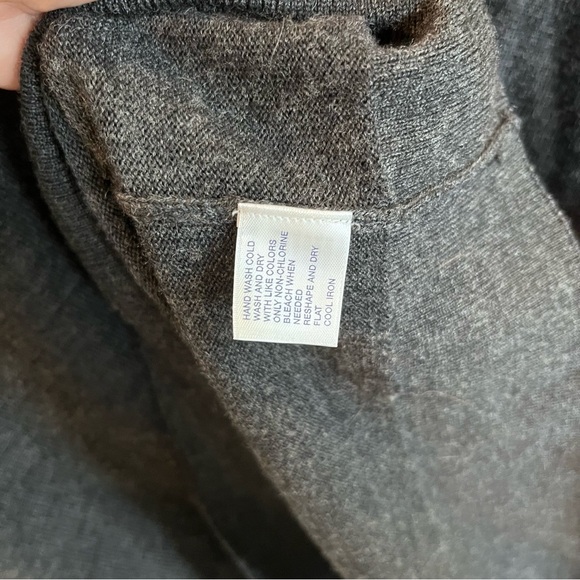 HAND WASH COLD
WASH AND DRY
WITH LIKE COLORS
ONLY NON-CHLORINE
BLEACH WHEN
NEEDED
RESHAPE AND DRY
FLAT
COOL IRON